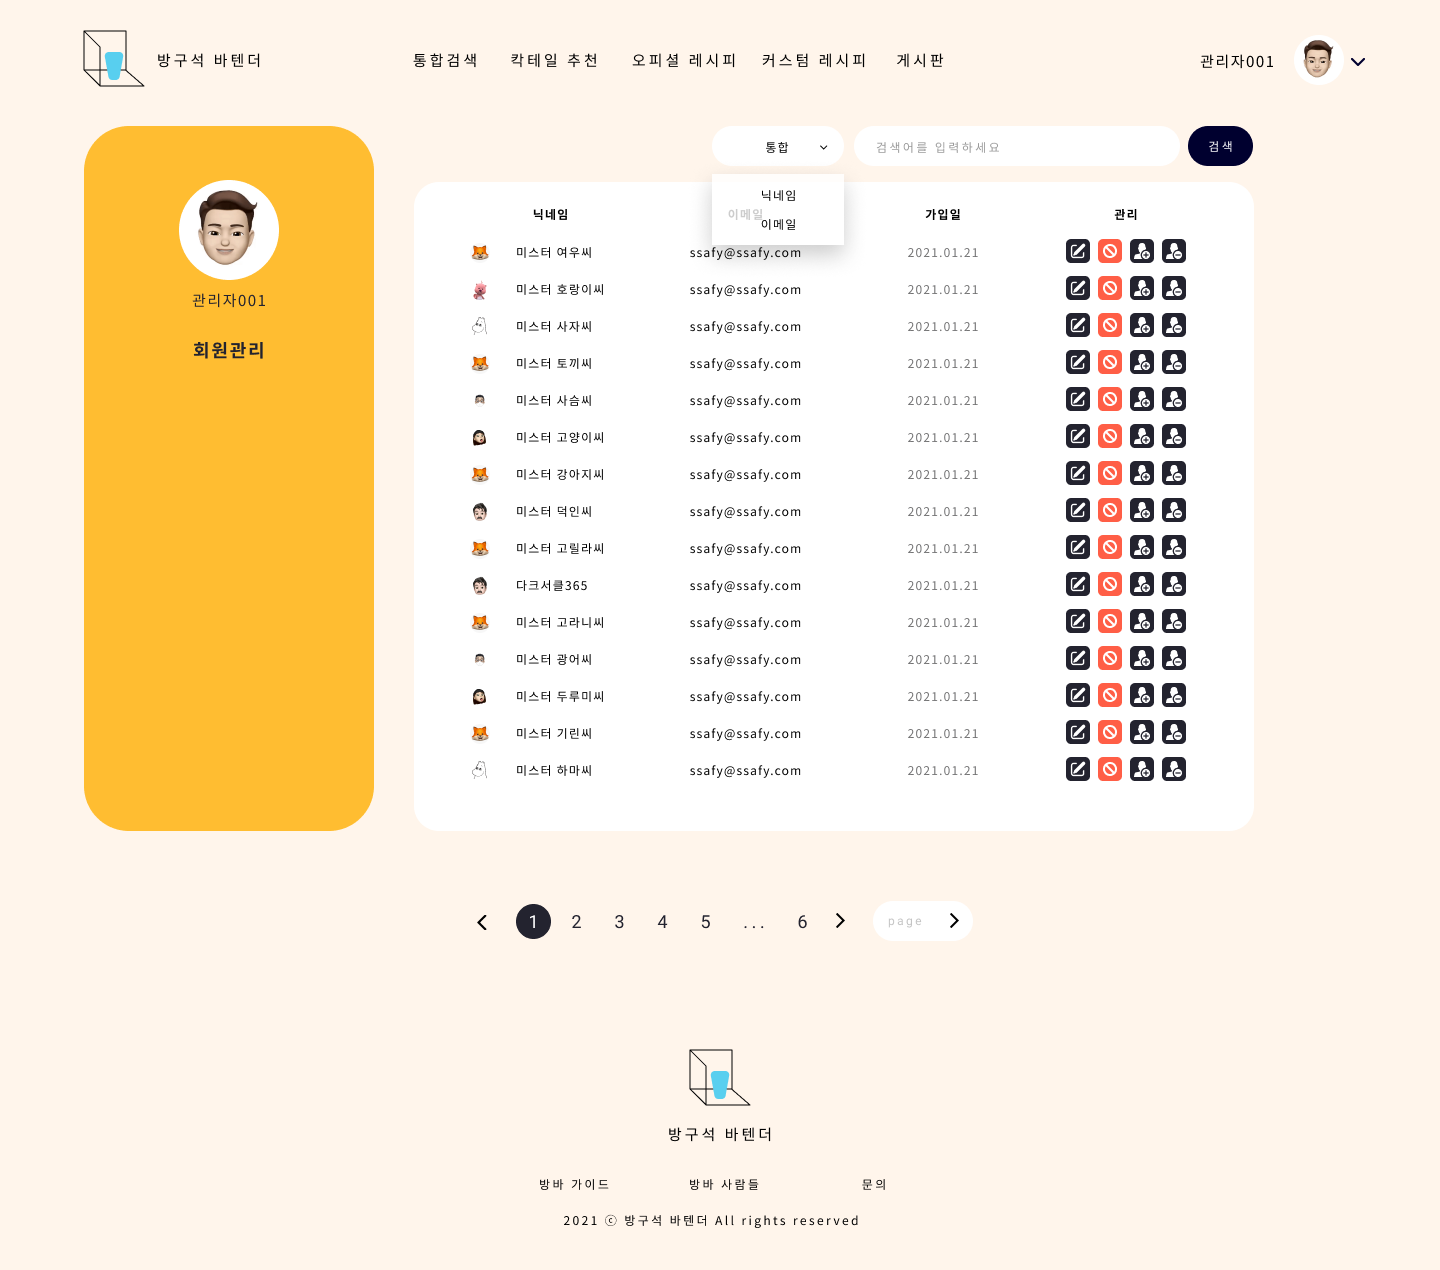 방구석 바텐더 통합검색 칵테일 추천 오피셜 레시피 커스텀 레시피 게시판 관리자001
통합 검색어를 입력하세요 검색
닉네임
이메일
관리자001
회원관리
닉네임 이메일 가입일 관리
미스터 여우씨 ssafy@ssafy.com 2021.01.21
미스터 호랑이씨 ssafy@ssafy.com 2021.01.21
미스터 사자씨 ssafy@ssafy.com 2021.01.21
미스터 토끼씨 ssafy@ssafy.com 2021.01.21
미스터 사슴씨 ssafy@ssafy.com 2021.01.21
미스터 고양이씨 ssafy@ssafy.com 2021.01.21
미스터 강아지씨 ssafy@ssafy.com 2021.01.21
미스터 덕인씨 ssafy@ssafy.com 2021.01.21
미스터 고릴라씨 ssafy@ssafy.com 2021.01.21
다크서클365 ssafy@ssafy.com 2021.01.21
미스터 고라니씨 ssafy@ssafy.com 2021.01.21
미스터 광어씨 ssafy@ssafy.com 2021.01.21
미스터 두루미씨 ssafy@ssafy.com 2021.01.21
미스터 기린씨 ssafy@ssafy.com 2021.01.21
미스터 하마씨 ssafy@ssafy.com 2021.01.21
1 2 3 4 5 ... 6 page
방구석 바텐더
방바 가이드 방바 사람들 문의
2021 ⓒ 방구석 바텐더 All rights reserved